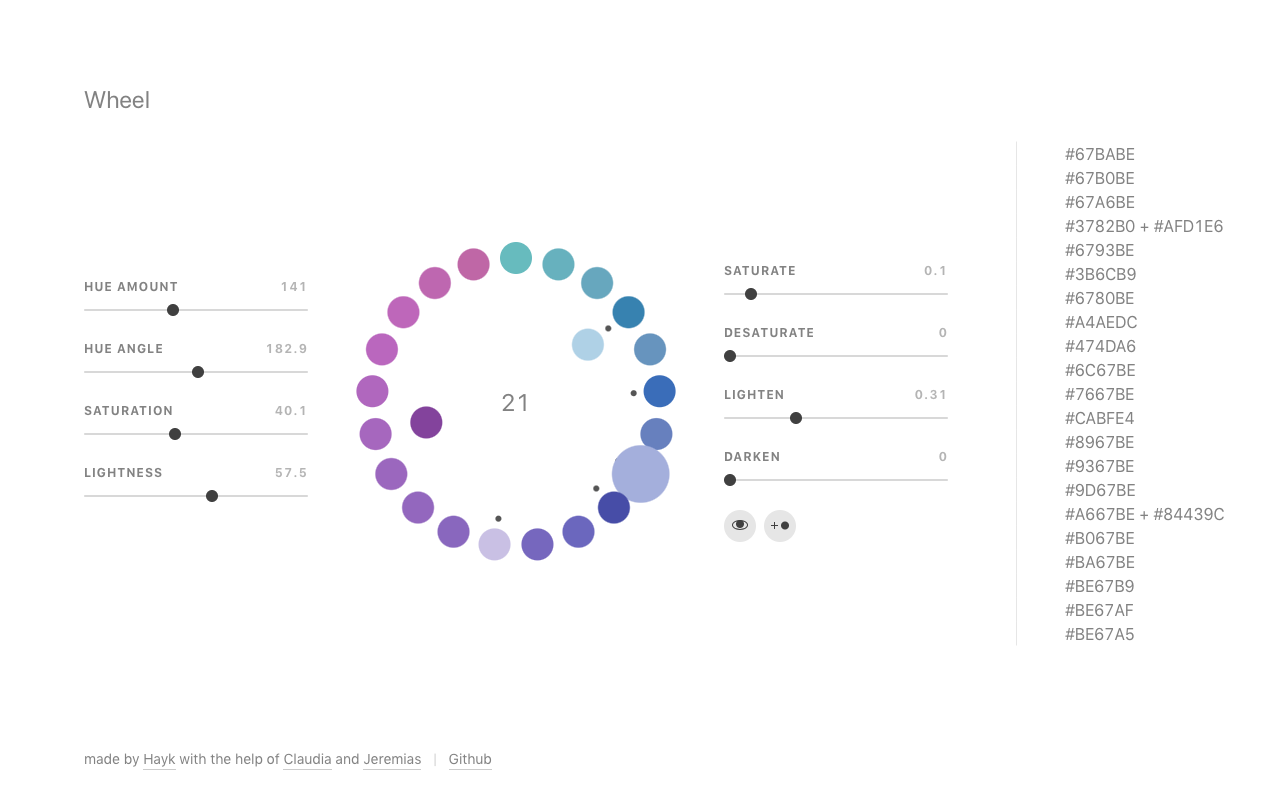 Wheel
HUE AMOUNT 141
HUE ANGLE 182.9
SATURATION 40.1
LIGHTNESS 57.5
21
SATURATE 0.1
DESATURATE 0
LIGHTEN 0.31
DARKEN 0
+
#67BABE
#67B0BE
#67A6BE
#3782B0 + #AFD1E6
#6793BE
#3B6CB9
#6780BE
#A4AEDC
#474DA6
#6C67BE
#7667BE
#CABFE4
#8967BE
#9367BE
#9D67BE
#A667BE + #84439C
#B067BE
#BA67BE
#BE67B9
#BE67AF
#BE67A5
made by Hayk with the help of Claudia and Jeremias | Github